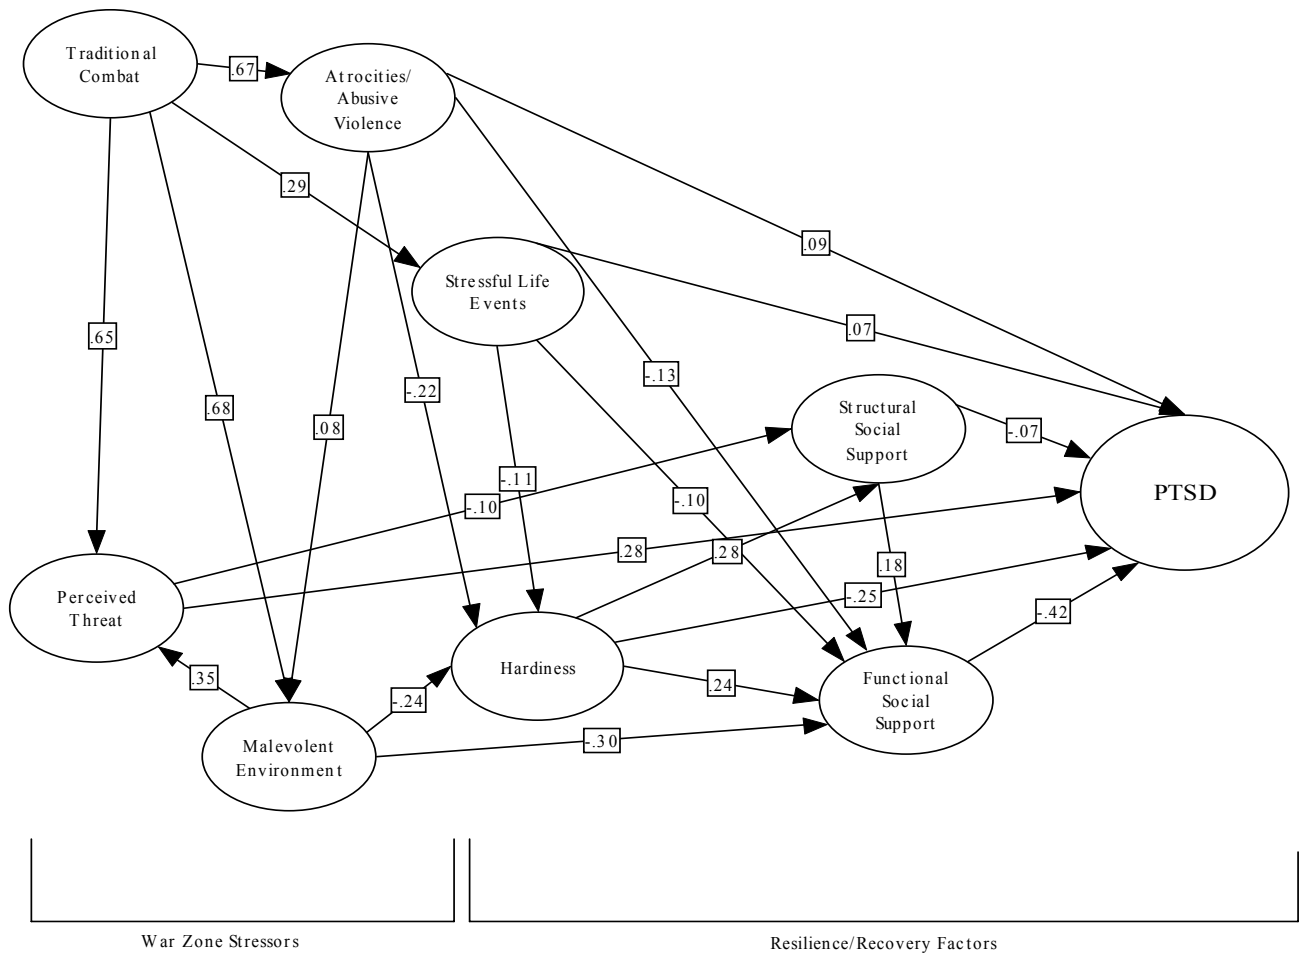 Traditional
Combat
.67
Atrocities/
Abusive
Violence
.29
.09
Stressful Life
Events
.07
.65
-.13
-.22
.68
.08
Structural
Social
Support
-.07
-.11
-.10
-.10
PTSD
.28
.28
.18
-.25
-.42
Perceived
Threat
.35
-.24
Hardiness
.24
Functional
Social
Support
-.30
Malevolent
Environment
War Zone Stressors
Resilience/Recovery Factors